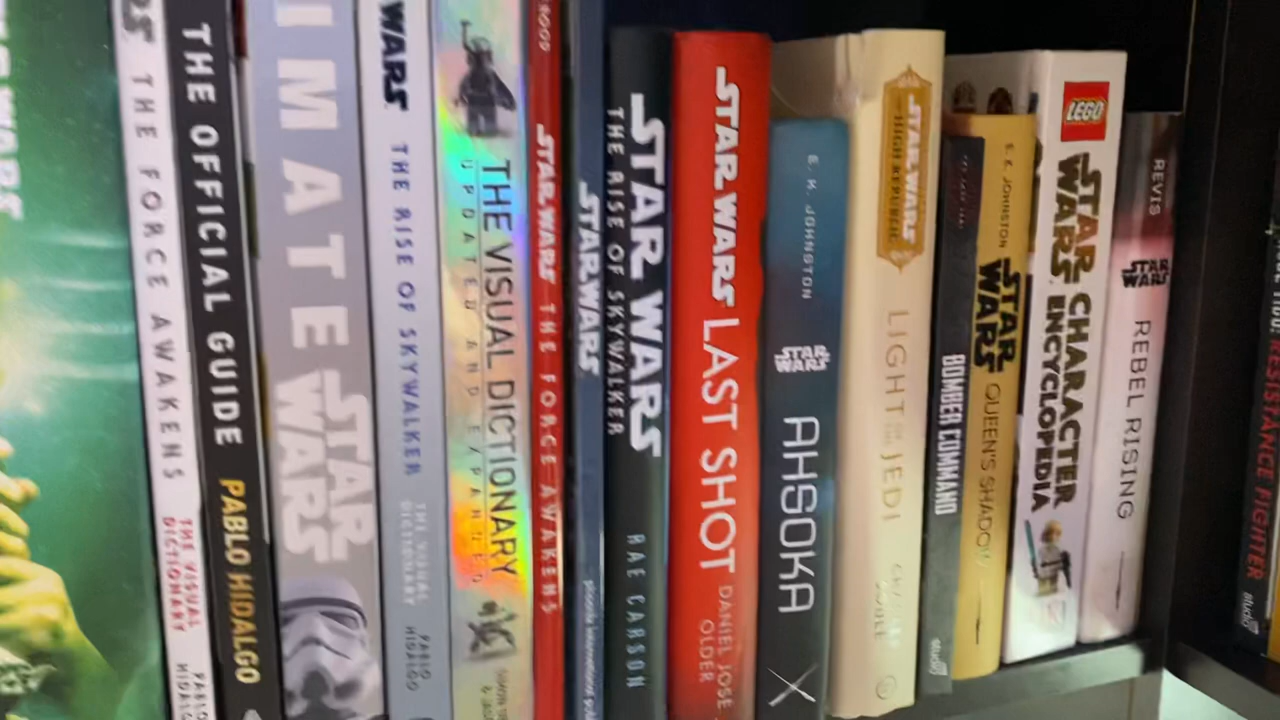 WARS
RS THE FORCE AWAKENS
THE VISUAL
DICTIONARY
PABLO
HIDALGO
THE OFFICIAL GUIDE PABLO HIDALGO
IMATE
STAR
WARS
WARS THE RISE OF SKYWALKER
THE VISUAL
DICTIONARY
PABLO
HIDALGO
THE VISUAL DICTIONARY
UPDATED AND EXPANDED
STAR WARS THE FORCE AWAKENS
STAR WARS
STAR WARS
THE RISE OF SKYWALKER
RAE CARSON
STAR WARS LAST SHOT
DANIEL JOSÉ
OLDER
E. K. JOHNSTON
STAR
WARS
AHSOKA
STAR WARS
THE HIGH REPUBLIC
LIGHT OF THE JEDI
BOMBER COMMAND
studio
E. K. JOHNSTON
STAR
WARS
QUEEN'S SHADOW
LEGO
STAR
WARS
CHARACTER
ENCYCLOPEDIA
REVIS
STAR
WARS
REBEL RISING
RESISTANCE FIGHTER
studio